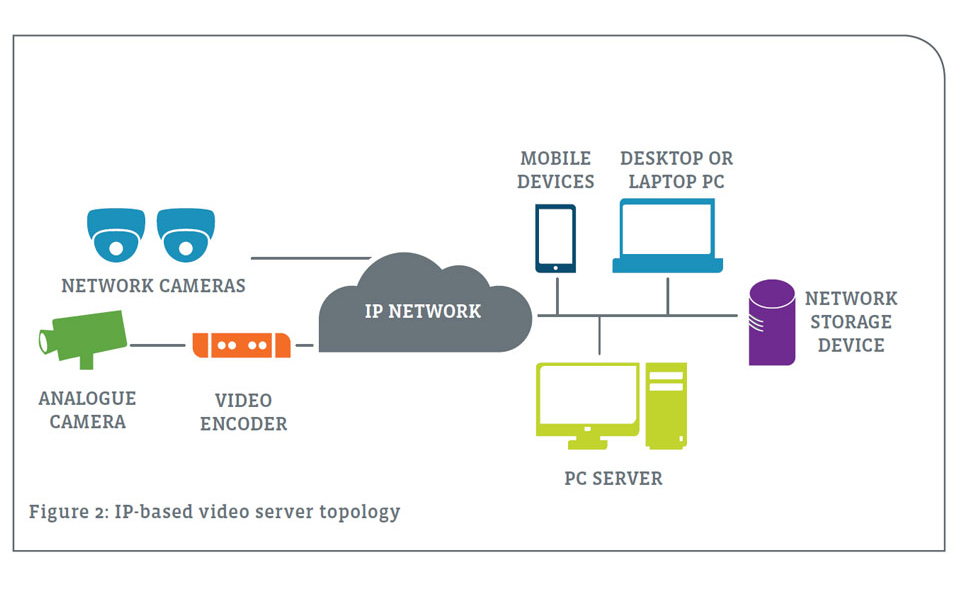 MOBILE
DEVICES
DESKTOP OR
LAPTOP PC
NETWORK CAMERAS
IP NETWORK
NETWORK
STORAGE
DEVICE
ANALOGUE
CAMERA
VIDEO
ENCODER
PC SERVER
Figure 2: IP-based video server topology